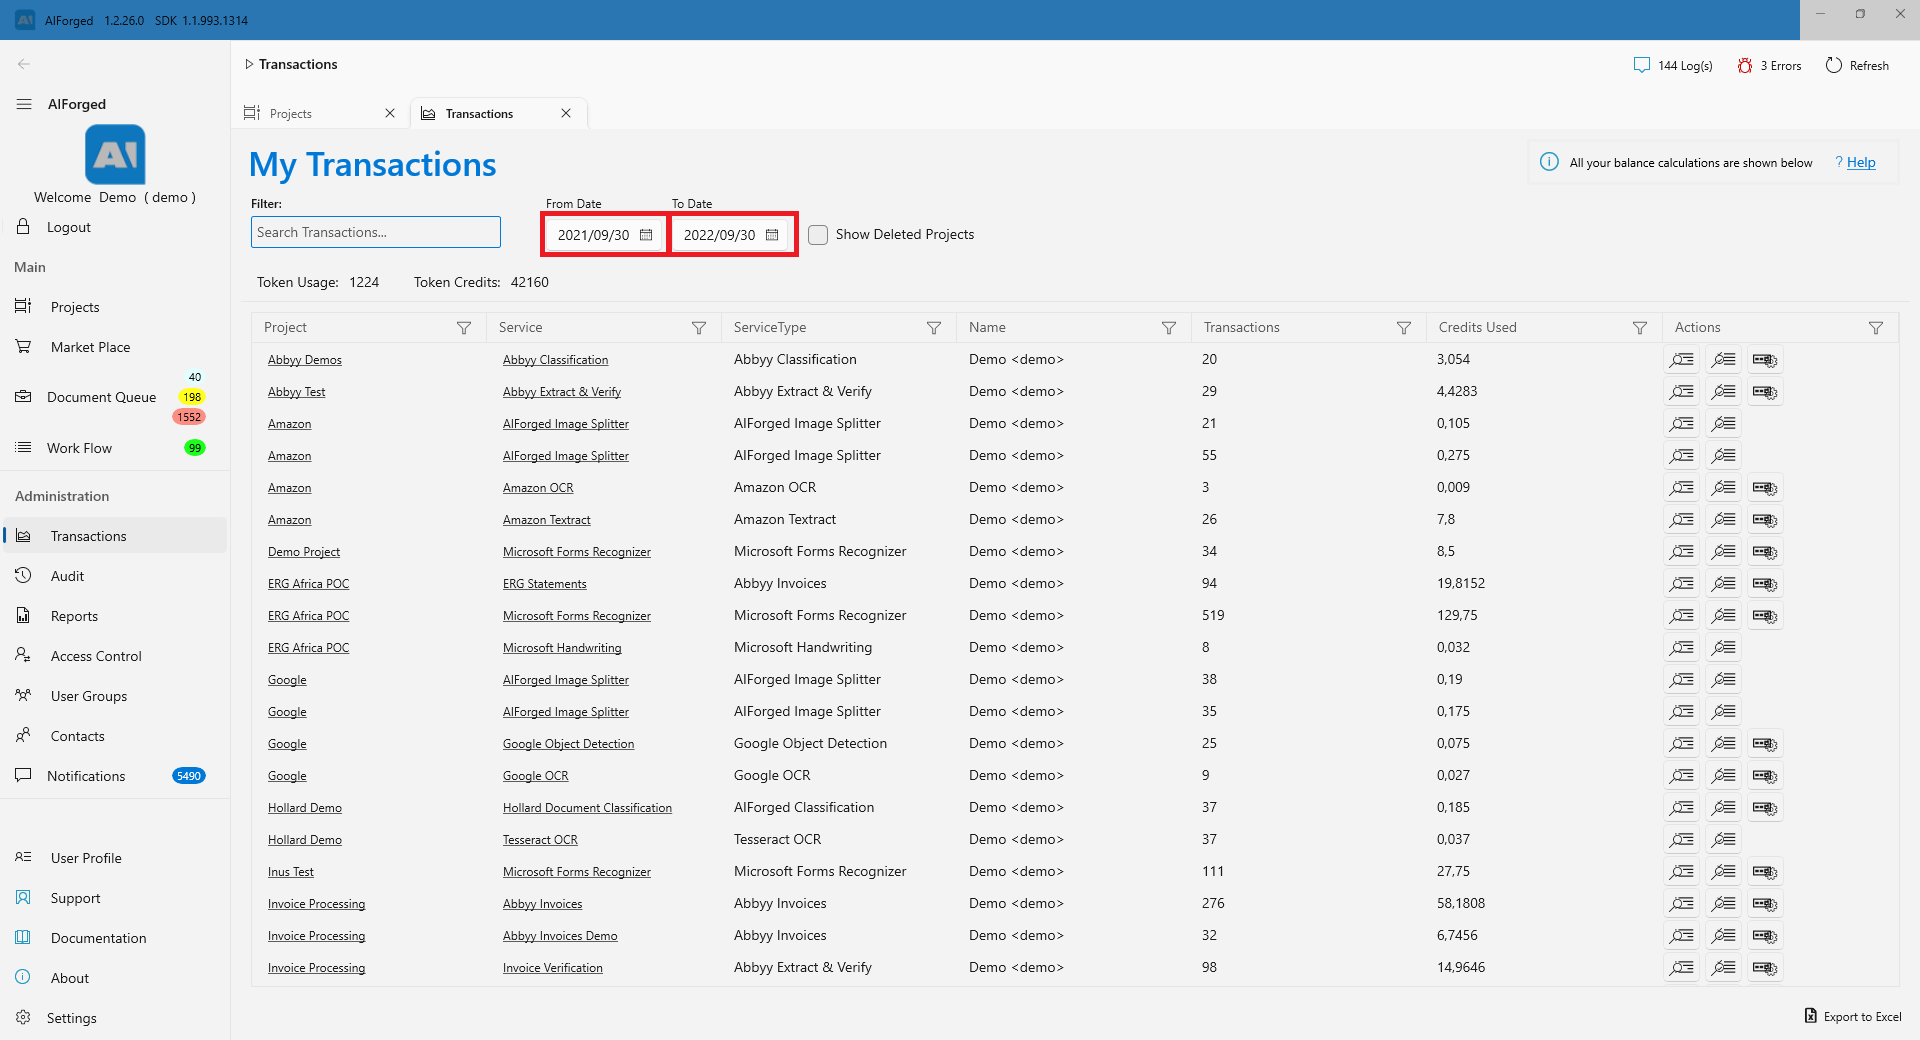 AIForged 1.2.26.0 SDK 1.1.993.1314
Transactions
144 Log(s) 3 Errors Refresh
AIForged
AI
Welcome Demo ( demo )
Logout
Main
Projects
Market Place
40
Document Queue 198
1552
Work Flow 99
Administration
Transactions
Audit
Reports
Access Control
User Groups
Contacts
Notifications 5490
User Profile
Support
Documentation
About
Settings
Projects Transactions
My Transactions
All your balance calculations are shown below ? Help
Filter: From Date To Date
Search Transactions... 2021/09/30 2022/09/30 Show Deleted Projects
Token Usage: 1224 Token Credits: 42160
Project Service ServiceType Name Transactions Credits Used Actions
Abbyy Demos Abbyy Classification Abbyy Classification Demo <demo> 20 3,054
Abbyy Test Abbyy Extract & Verify Abbyy Extract & Verify Demo <demo> 29 4,4283
Amazon AIForged Image Splitter AIForged Image Splitter Demo <demo> 21 0,105
Amazon AIForged Image Splitter AIForged Image Splitter Demo <demo> 55 0,275
Amazon Amazon OCR Amazon OCR Demo <demo> 3 0,009
Amazon Amazon Textract Amazon Textract Demo <demo> 26 7,8
Demo Project Microsoft Forms Recognizer Microsoft Forms Recognizer Demo <demo> 34 8,5
ERG Africa POC ERG Statements Abbyy Invoices Demo <demo> 94 19,8152
ERG Africa POC Microsoft Forms Recognizer Microsoft Forms Recognizer Demo <demo> 519 129,75
ERG Africa POC Microsoft Handwriting Microsoft Handwriting Demo <demo> 8 0,032
Google AIForged Image Splitter AIForged Image Splitter Demo <demo> 38 0,19
Google AIForged Image Splitter AIForged Image Splitter Demo <demo> 35 0,175
Google Google Object Detection Google Object Detection Demo <demo> 25 0,075
Google Google OCR Google OCR Demo <demo> 9 0,027
Hollard Demo Hollard Document Classification AIForged Classification Demo <demo> 37 0,185
Hollard Demo Tesseract OCR Tesseract OCR Demo <demo> 37 0,037
Inus Test Microsoft Forms Recognizer Microsoft Forms Recognizer Demo <demo> 111 27,75
Invoice Processing Abbyy Invoices Abbyy Invoices Demo <demo> 276 58,1808
Invoice Processing Abbyy Invoices Demo Abbyy Invoices Demo <demo> 32 6,7456
Invoice Processing Invoice Verification Abbyy Extract & Verify Demo <demo> 98 14,9646
Export to Excel